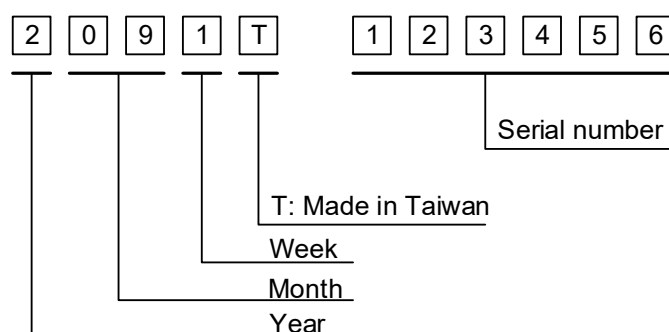 2 0 9 1 T 1 2 3 4 5 6
Serial number
T: Made in Taiwan
Week
Month
Year